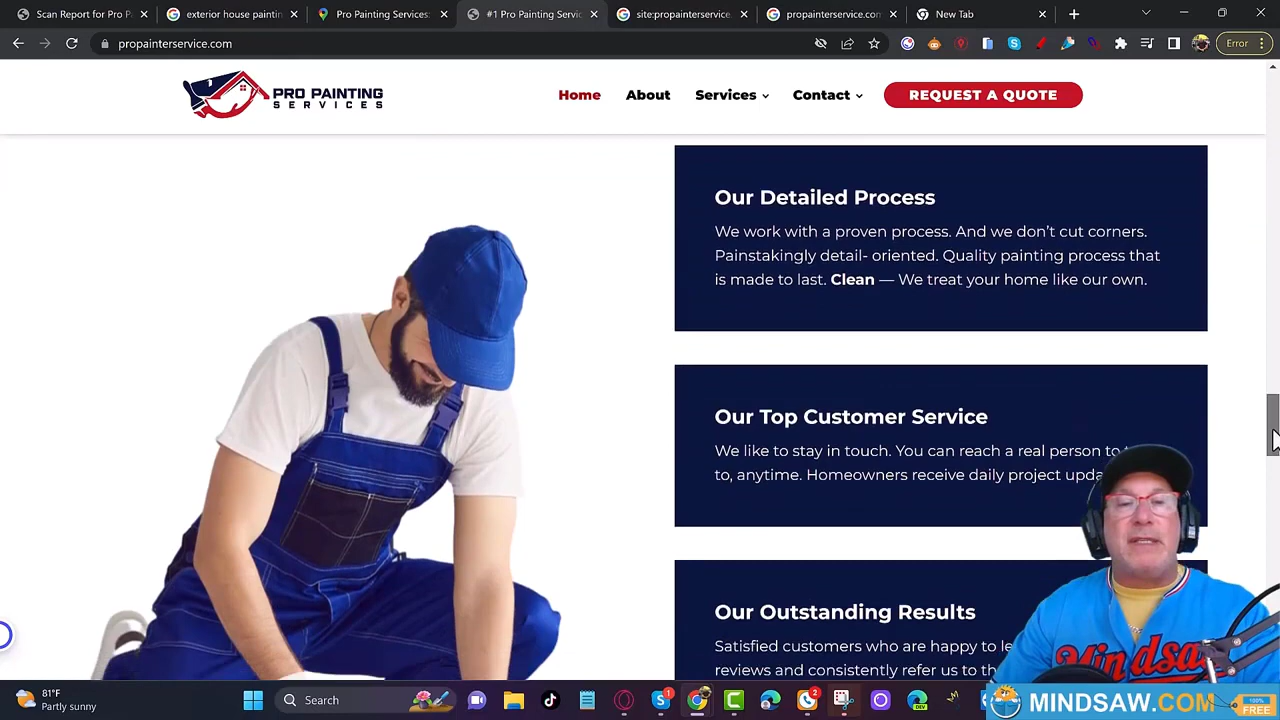 Scan Report for Pro P
exterior house paintin
Pro Painting Services:
#1 Pro Painting Servic
site:propainterservice.
propainterservice.com
New Tab
propainterservice.com
Error
PRO PAINTING
SERVICES
Home
About
Services
Contact
REQUEST A QUOTE
Our Detailed Process
We work with a proven process. And we don't cut corners.
Painstakingly detail- oriented. Quality painting process that
is made to last. Clean — We treat your home like our own.
Our Top Customer Service
We like to stay in touch. You can reach a real person to
to, anytime. Homeowners receive daily project upda
Our Outstanding Results
Satisfied customers who are happy to le
reviews and consistently refer us to th
Mindsaw
81°F
Partly sunny
Search
1
2
DEV
MINDSAW.COM
100%
FREE